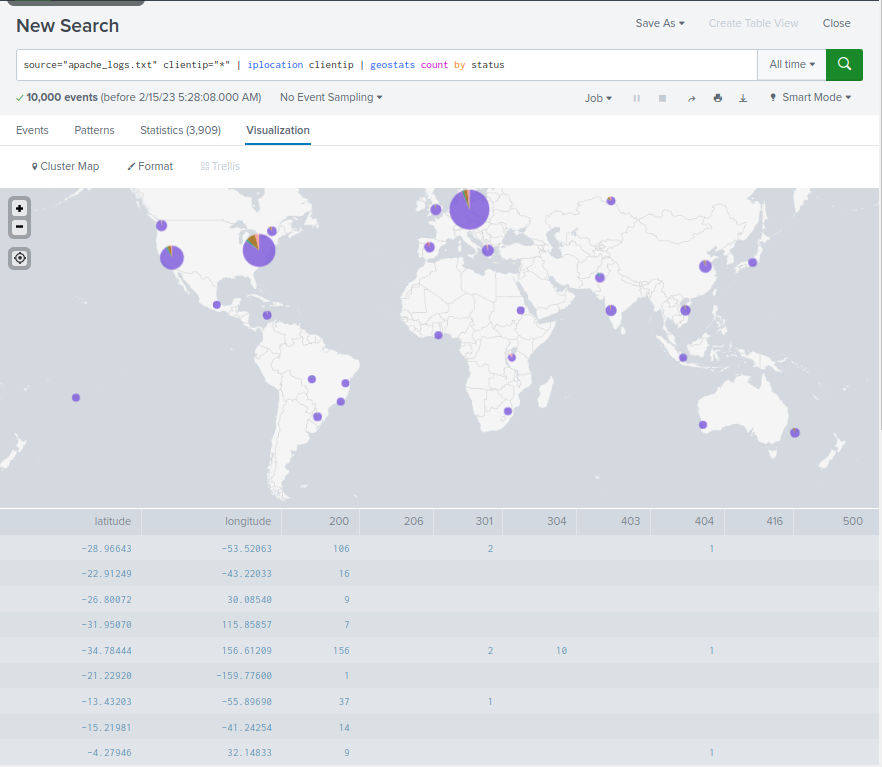 New Search
Save As ▾ Create Table View Close
source="apache_logs.txt" clientip="*" | iplocation clientip | geostats count by status
All time ▾
✓ 10,000 events (before 2/15/23 5:28:08.000 AM) No Event Sampling ▾ Job ▾ Smart Mode ▾
Events Patterns Statistics (3,909) Visualization
Cluster Map Format Trellis
+
−
latitude longitude 200 206 301 304 403 404 416 500
-28.96643 -53.52063 106 2 1
-22.91249 -43.22033 16
-26.80072 30.08540 9
-31.95070 115.85857 7
-34.78444 156.61209 156 2 10 1
-21.22920 -159.77600 1
-13.43203 -55.89690 37 1
-15.21981 -41.24254 14
-4.27946 32.14833 9 1